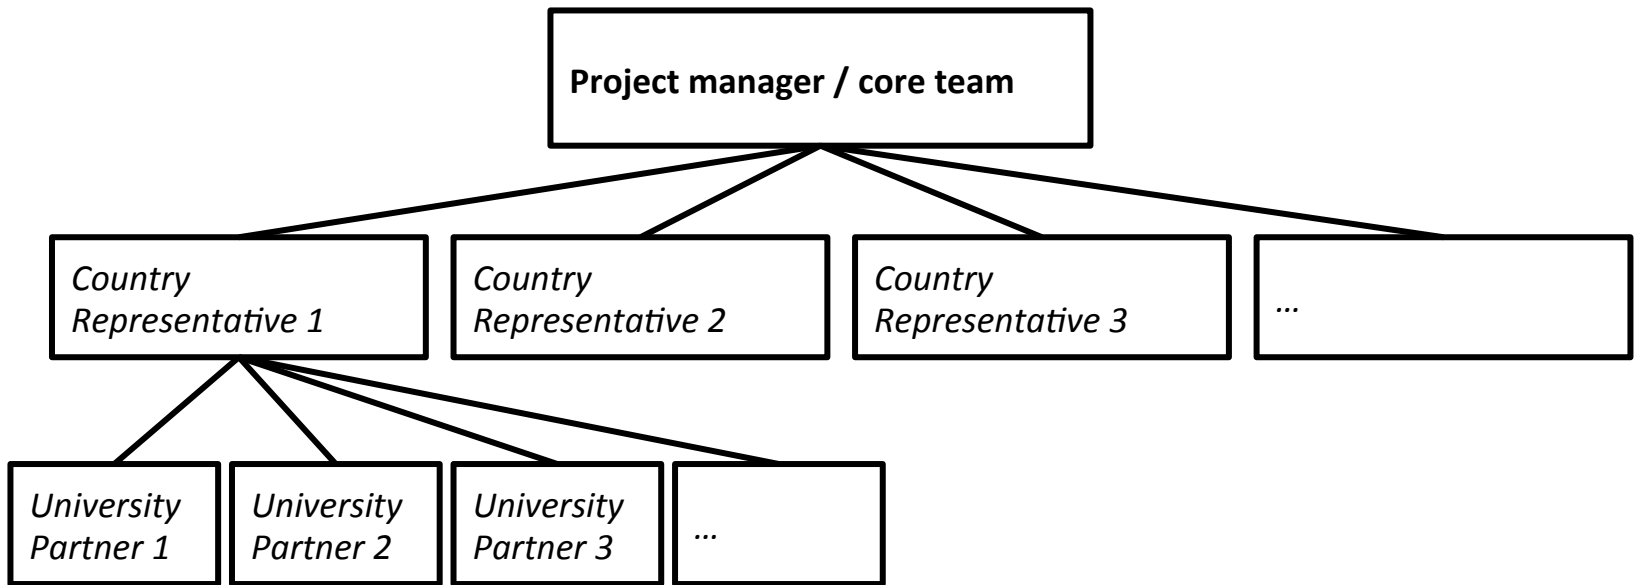 Project manager / core team
Country
Representative 1
Country
Representative 2
Country
Representative 3
...
University
Partner 1
University
Partner 2
University
Partner 3
...